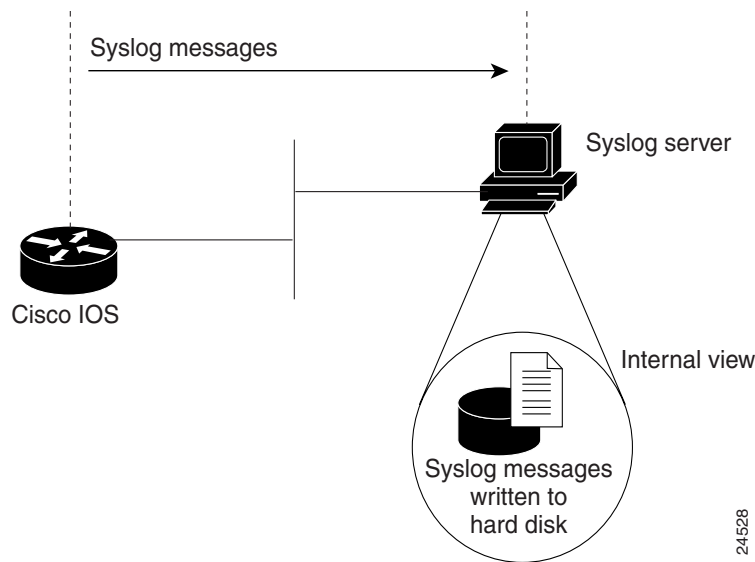 Syslog messages
Syslog server
Cisco IOS
Internal view
Syslog messages
written to
hard disk
24528